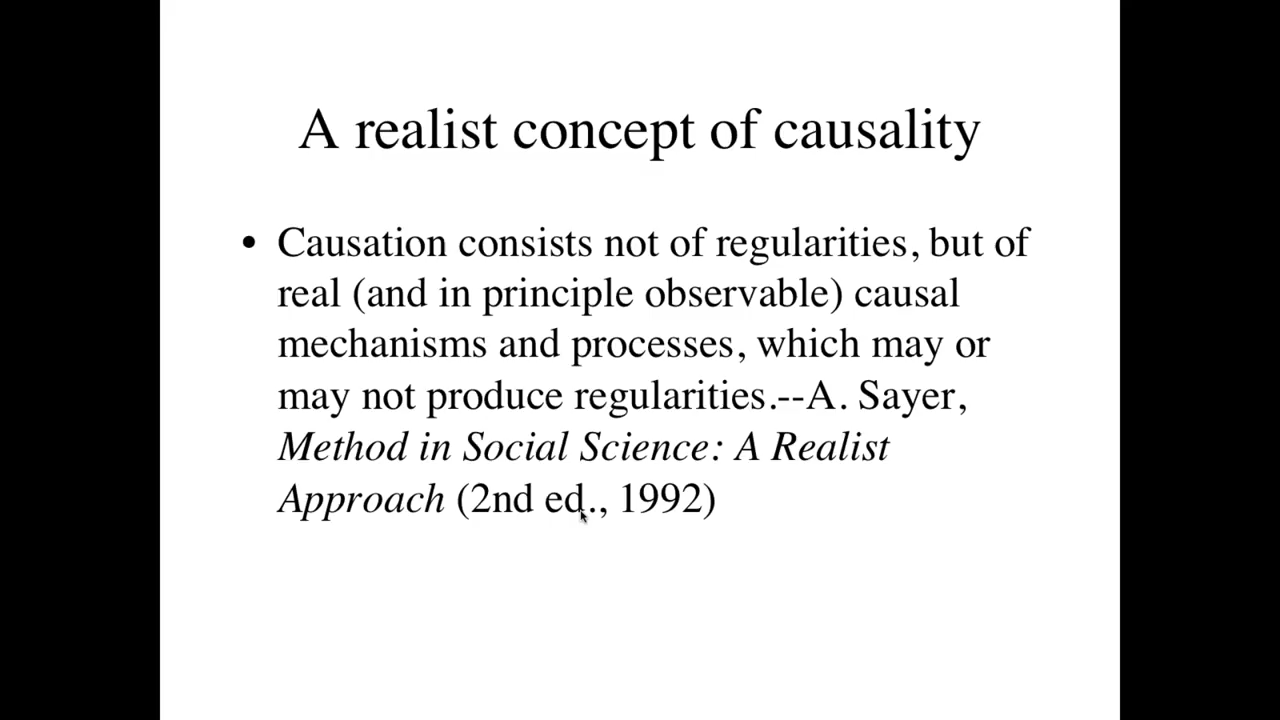 A realist concept of causality
• Causation consists not of regularities, but of
real (and in principle observable) causal
mechanisms and processes, which may or
may not produce regularities.--A. Sayer,
Method in Social Science: A Realist
Approach (2nd ed., 1992)